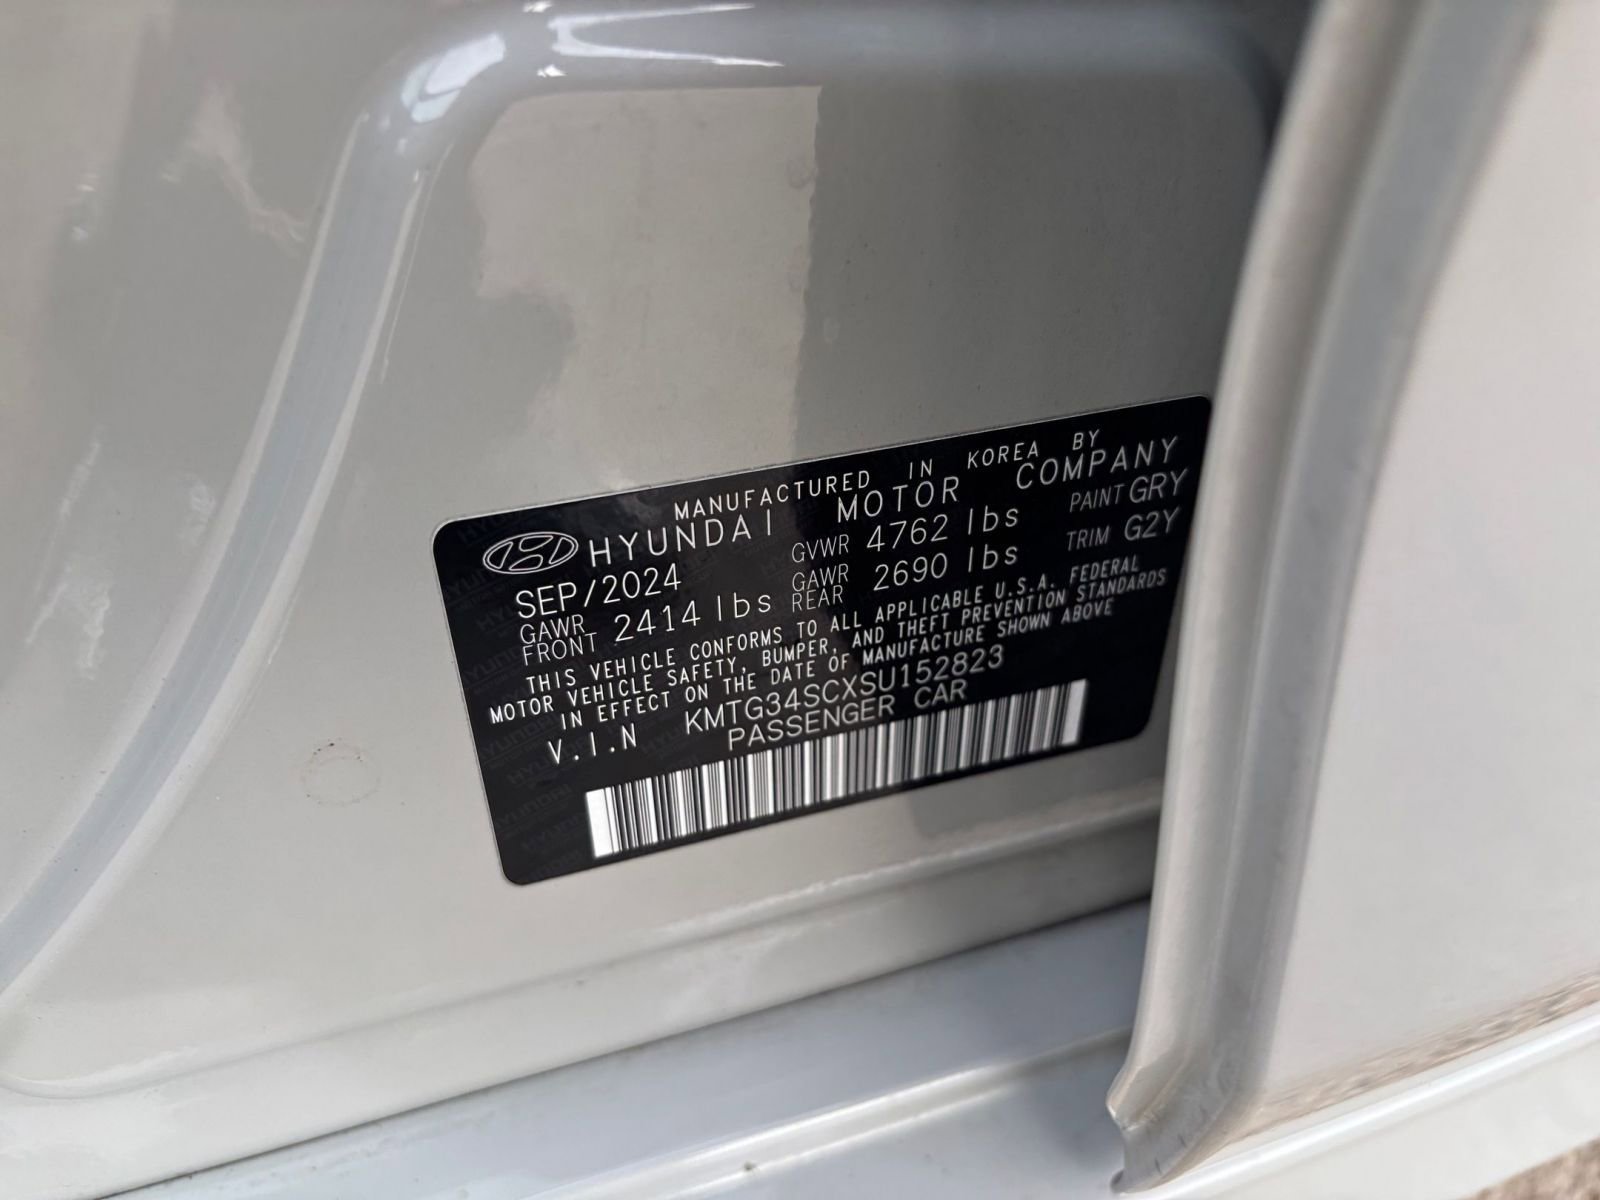 MANUFACTURED IN KOREA BY
HYUNDAI MOTOR COMPANY
SEP/2024 GVWR 4762 lbs PAINT GRY
GAWR FRONT 2414 lbs GAWR REAR 2690 lbs TRIM G2Y
THIS VEHICLE CONFORMS TO ALL APPLICABLE U.S.A. FEDERAL
MOTOR VEHICLE SAFETY, BUMPER, AND THEFT PREVENTION STANDARDS
IN EFFECT ON THE DATE OF MANUFACTURE SHOWN ABOVE
V.I.N KMTG34SCXSU152823
PASSENGER CAR